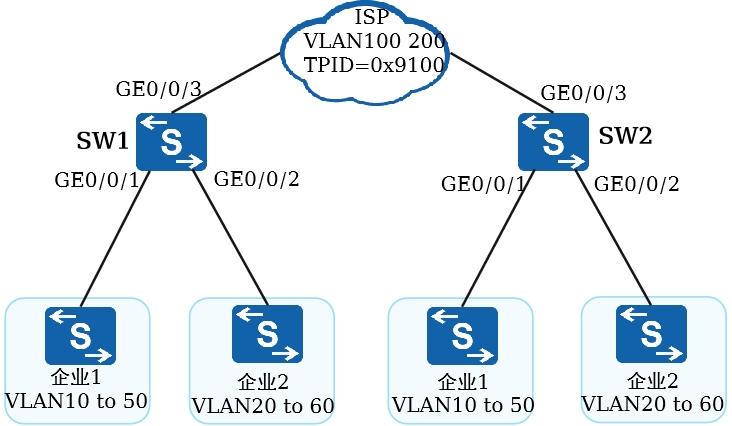 ISP
VLAN100 200
TPID=0x9100
GE0/0/3
GE0/0/3
SW1
S
S
SW2
GE0/0/1
GE0/0/2
GE0/0/1
GE0/0/2
S
S
S
S
企业1
VLAN10 to 50
企业2
VLAN20 to 60
企业1
VLAN10 to 50
企业2
VLAN20 to 60